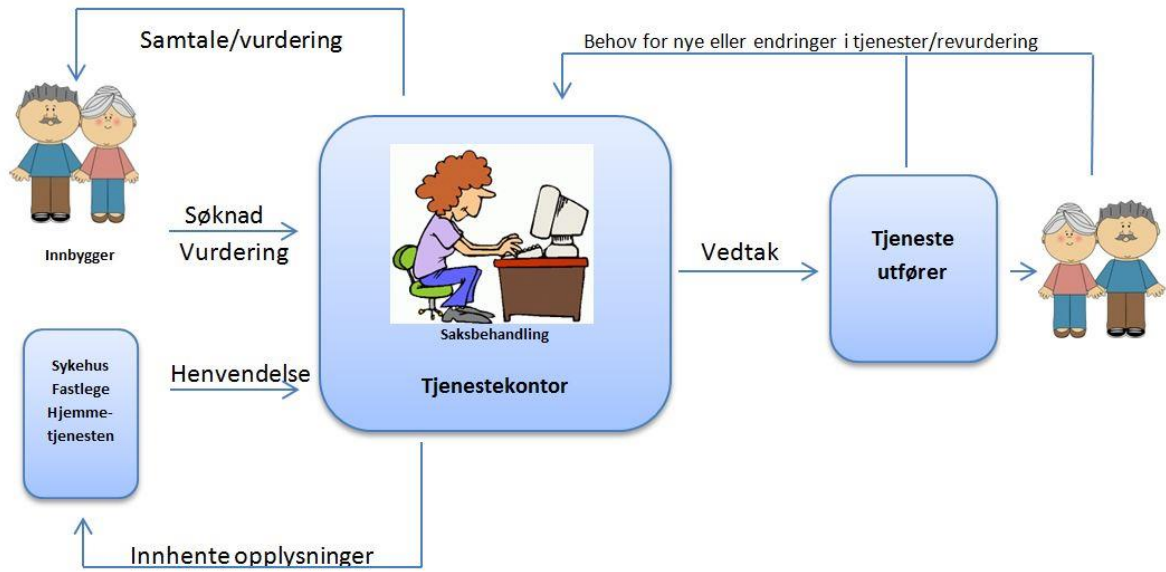 Samtale/vurdering
Behov for nye eller endringer i tjenester/revurdering
Innbygger
Søknad
Vurdering
Saksbehandling
Tjenestekontor
Vedtak
Tjeneste
utfører
Sykehus
Fastlege
Hjemme-
tjenesten
Henvendelse
Innhente opplysninger